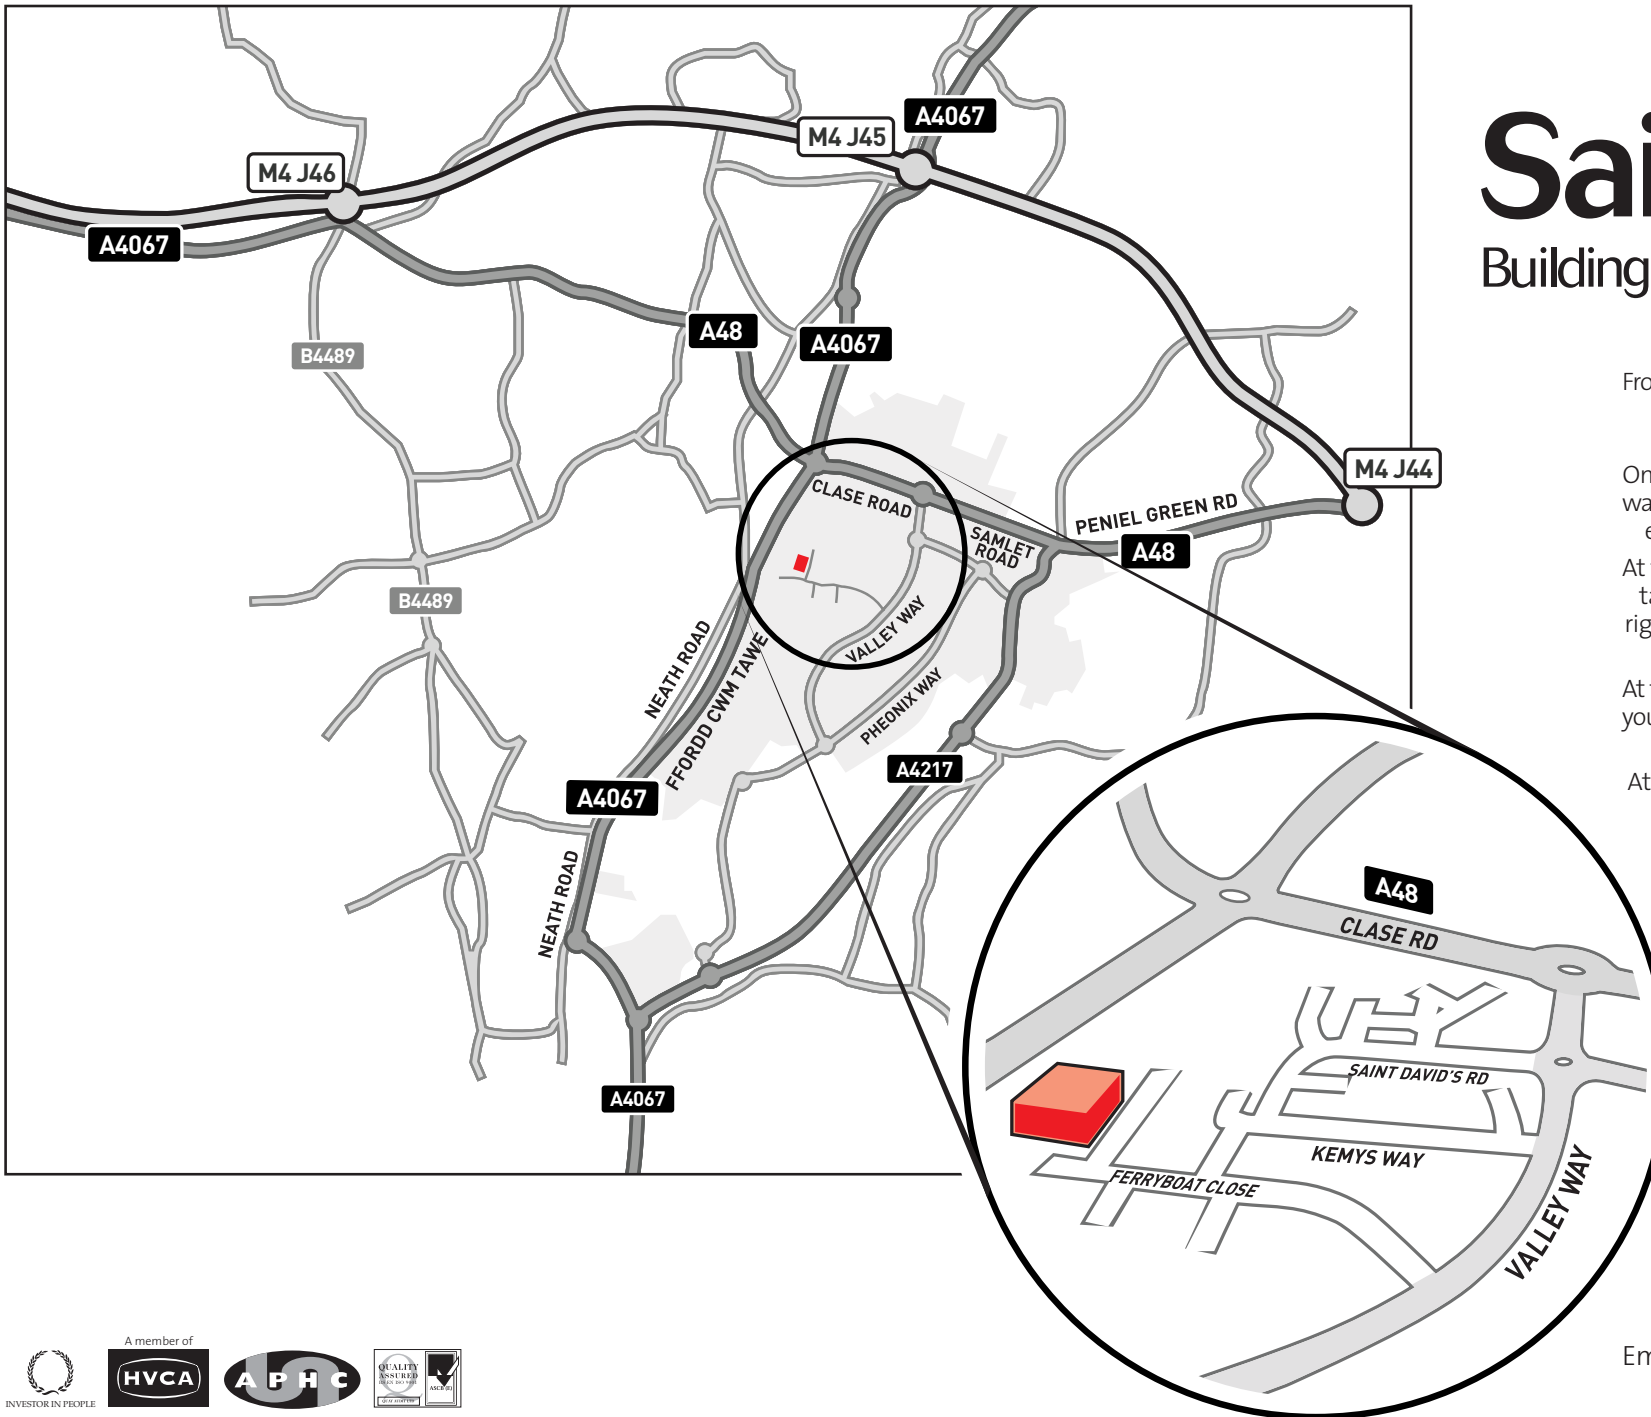 A4067
M4 J45
M4 J46
A4067
A48
A4067
B4489
M4 J44
CLASE ROAD
PENIEL GREEN RD
SAMLET
ROAD
A48
B4489
VALLEY WAY
NEATH ROAD
FFORDD CWM TAWE
PHEONIX WAY
A4217
A4067
NEATH ROAD
A4067
A48
CLASE RD
SAINT DAVID'S RD
KEMYS WAY
FERRYBOAT CLOSE
VALLEY WAY
Sai
Building
Fro
On
wa
e
At
ta
rig
At
you
At
Em
INVESTOR IN PEOPLE
A member of
HVCA
APHC
QUALITY
ASSURED
ASCB(E)